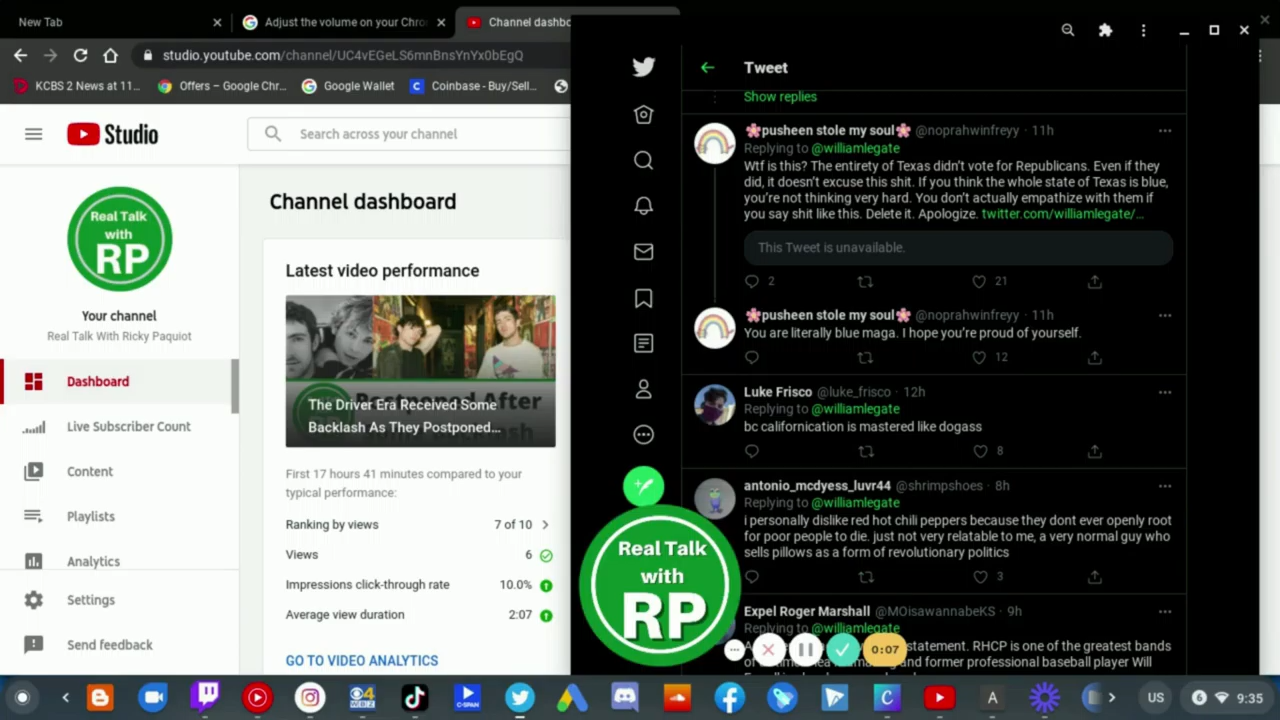 New Tab
Adjust the volume on your Chro
Channel dashbo
studio.youtube.com/channel/UC4vEGeLS6mnBnsYnYx0bEgQ
KCBS 2 News at 11...
Offers – Google Chr...
Google Wallet
Coinbase - Buy/Sell...
Studio
Search across your channel
Real Talk
with
RP
Your channel
Real Talk With Ricky Paquiot
Dashboard
Live Subscriber Count
Content
Playlists
Analytics
Settings
Send feedback
Channel dashboard
Latest video performance
Postponed After
Backlash
The Driver Era Received Some
Backlash As They Postponed...
First 17 hours 41 minutes compared to your
typical performance:
Ranking by views 7 of 10
Views 6
Impressions click-through rate 10.0%
Average view duration 2:07
GO TO VIDEO ANALYTICS
Tweet
Show replies
🌸pusheen stole my soul🌸 @noprahwinfreyy · 11h
Replying to @williamlegate
Wtf is this? The entirety of Texas didn’t vote for Republicans. Even if they
did, it doesn’t excuse this shit. If you think the whole state of Texas is blue,
you’re not thinking very hard. You don’t actually empathize with them if
you say shit like this. Delete it. Apologize. twitter.com/williamlegate/...
This Tweet is unavailable.
2 21
🌸pusheen stole my soul🌸 @noprahwinfreyy · 11h
You are literally blue maga. I hope you’re proud of yourself.
12
Luke Frisco @luke_frisco · 12h
Replying to @williamlegate
bc californication is mastered like dogass
8
antonio_mcdyess_luvr44 @shrimpshoes · 8h
Replying to @williamlegate
i personally dislike red hot chili peppers because they dont ever openly root
for poor people to die. just not very relatable to me, a very normal guy who
sells pillows as a form of revolutionary politics
3
Expel Roger Marshall @MOisawannabeKS · 9h
Replying to @williamlegate
statement. RHCP is one of the greatest bands
and former professional baseball player Will
Real Talk
with
RP
0:07
C-SPAN
US
6
9:35